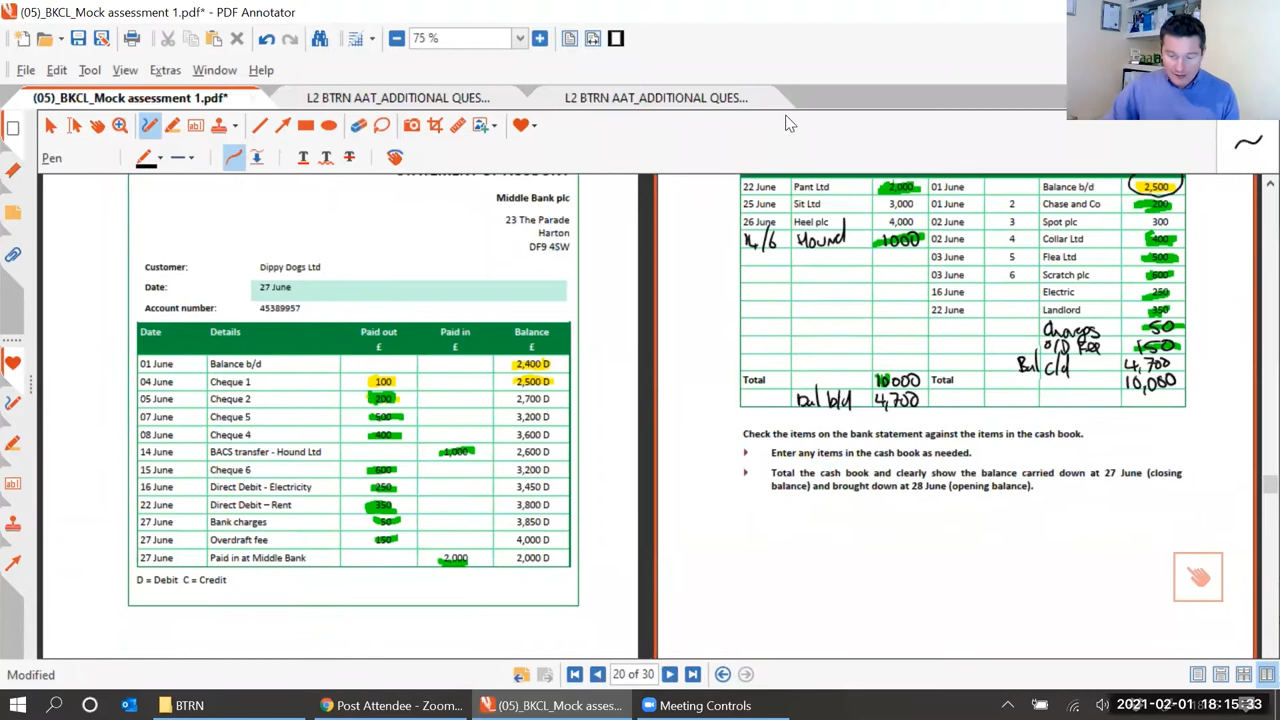 (05)_BKCL_Mock assessment 1.pdf* - PDF Annotator
75 %
File Edit Tool View Extras Window Help
(05)_BKCL_Mock assessment 1.pdf* L2 BTRN AAT_ADDITIONAL QUES... L2 BTRN AAT_ADDITIONAL QUES...
Pen
Middle Bank plc
23 The Parade
Harton
DF9 4SW
Customer: Dippy Dogs Ltd
Date: 27 June
Account number: 45389957
Date Details Paid out Paid in Balance
£ £ £
01 June Balance b/d 2,400 D
04 June Cheque 1 100 2,500 D
05 June Cheque 2 200 2,700 D
07 June Cheque 5 500 3,200 D
08 June Cheque 4 400 3,600 D
14 June BACS transfer - Hound Ltd 1,000 2,600 D
15 June Cheque 6 600 3,200 D
16 June Direct Debit - Electricity 250 3,450 D
22 June Direct Debit – Rent 350 3,800 D
27 June Bank charges 50 3,850 D
27 June Overdraft fee 150 4,000 D
27 June Paid in at Middle Bank 2,000 2,000 D
D = Debit C = Credit
22 June Pant Ltd 2,000 01 June Balance b/d 2,500
25 June Sit Ltd 3,000 01 June 2 Chase and Co 200
26 June Heel plc 4,000 02 June 3 Spot plc 300
14/6 Hound 1000 02 June 4 Collar Ltd 400
03 June 5 Flea Ltd 500
03 June 6 Scratch plc 600
16 June Electric 250
22 June Landlord 350
Charges 50
O/D Fee 150
Bal c/d 4,700
Total 10000 Total 10,000
bal b/d 4,700
Check the items on the bank statement against the items in the cash book.
Enter any items in the cash book as needed.
Total the cash book and clearly show the balance carried down at 27 June (closing
balance) and brought down at 28 June (opening balance).
Modified
20 of 30
BTRN Post Attendee - Zoom... (05)_BKCL_Mock asses... Meeting Controls
2021-02-01 18:15:33